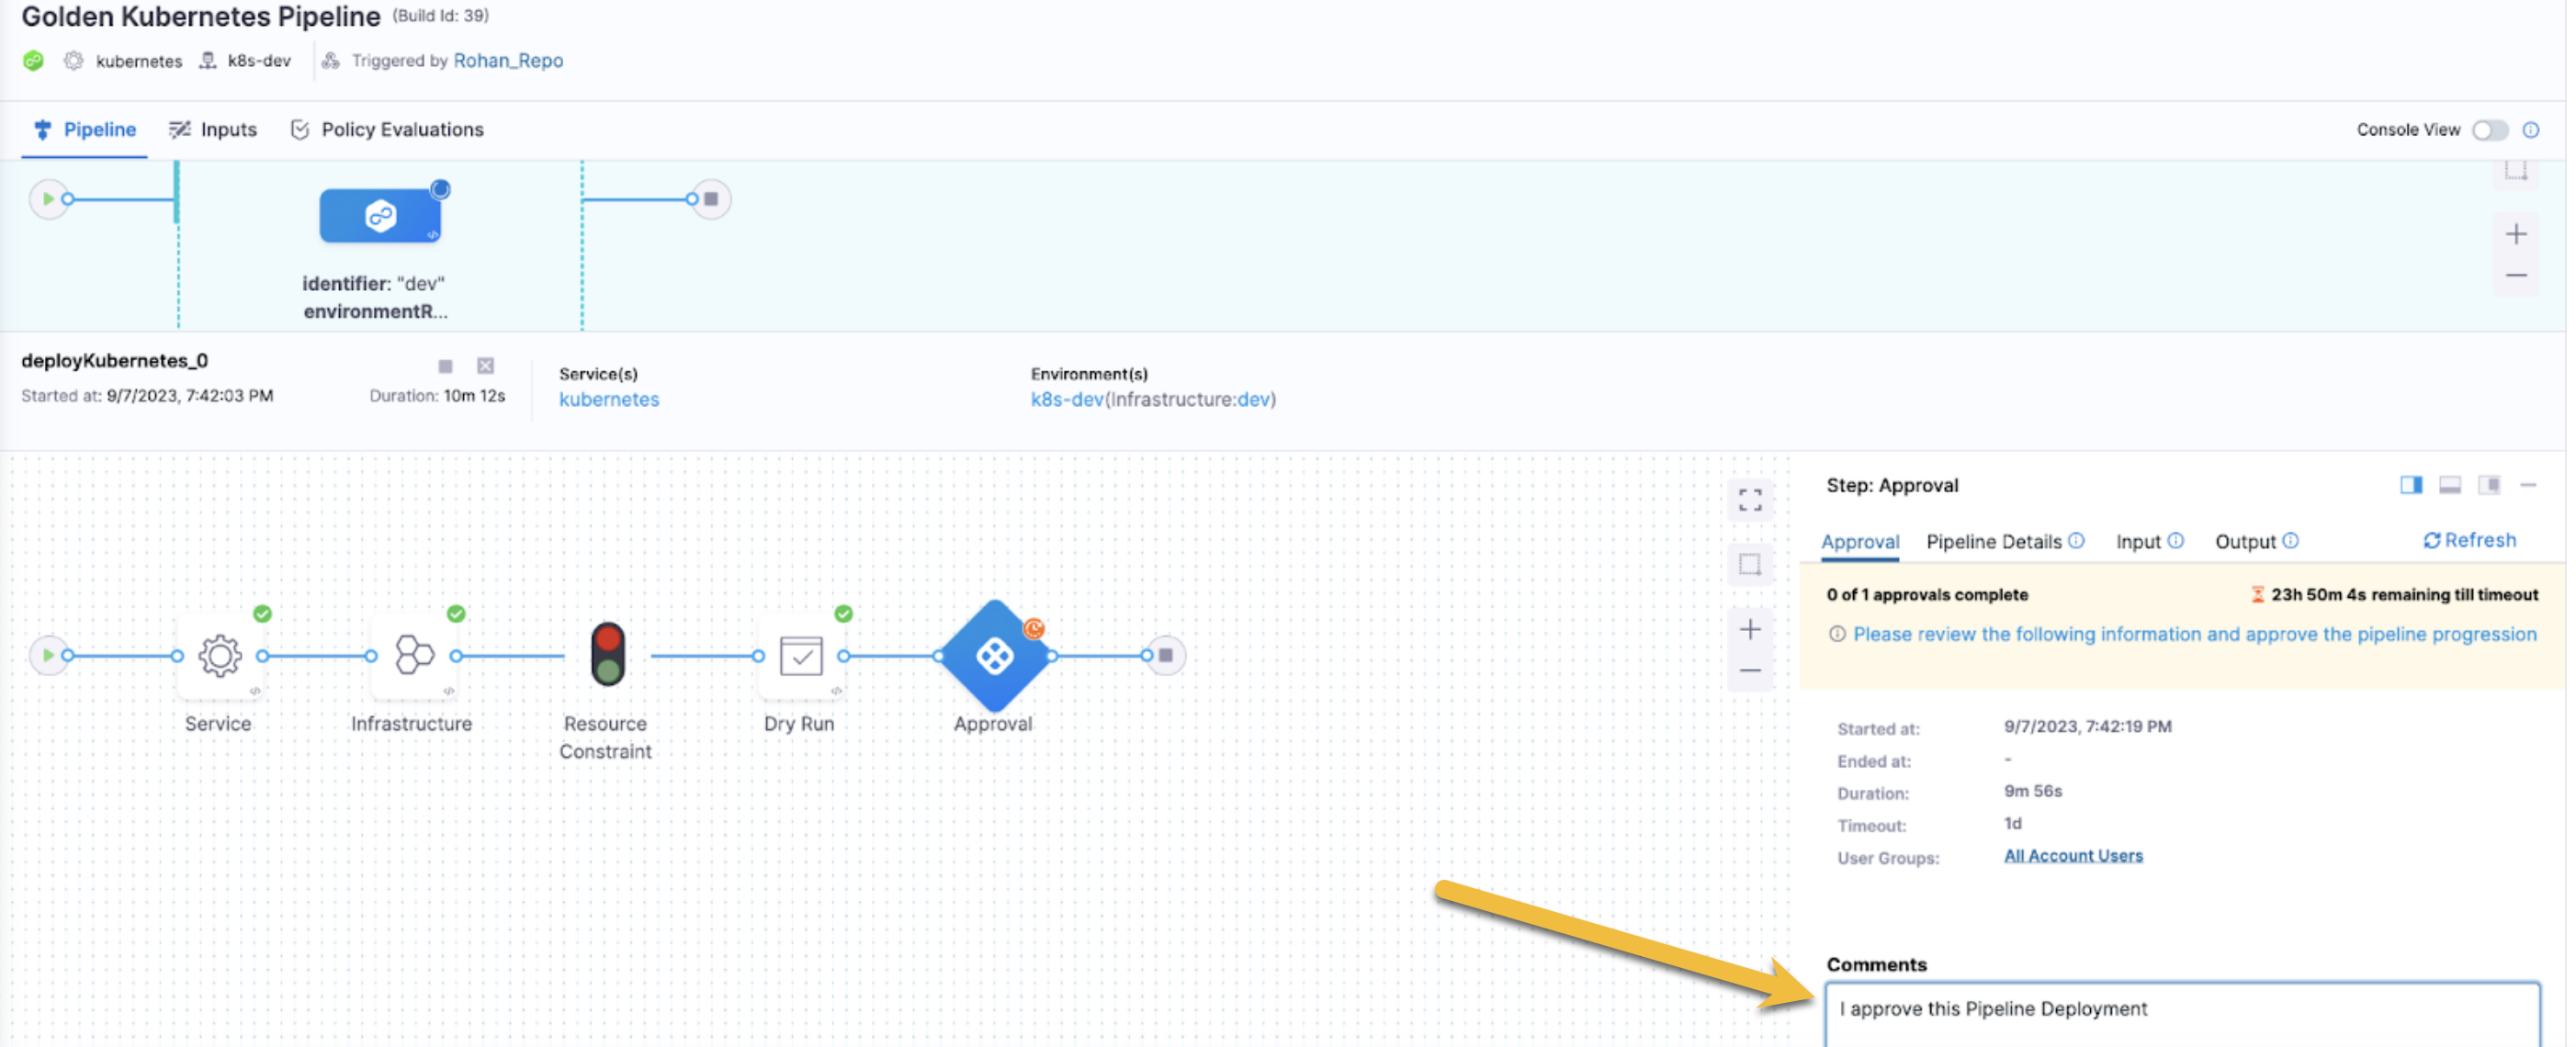 Golden Kubernetes Pipeline (Build Id: 39)
kubernetes k8s-dev Triggered by Rohan_Repo
Pipeline Inputs Policy Evaluations Console View
identifier: "dev"
environmentR...
deployKubernetes_0
Started at: 9/7/2023, 7:42:03 PM Duration: 10m 12s
Service(s)
kubernetes
Environment(s)
k8s-dev(Infrastructure:dev)
Service
Infrastructure
Resource
Constraint
Dry Run
Approval
Step: Approval
Approval Pipeline Details Input Output Refresh
0 of 1 approvals complete 23h 50m 4s remaining till timeout
Please review the following information and approve the pipeline progression
Started at: 9/7/2023, 7:42:19 PM
Ended at: -
Duration: 9m 56s
Timeout: 1d
User Groups: All Account Users
Comments
I approve this Pipeline Deployment